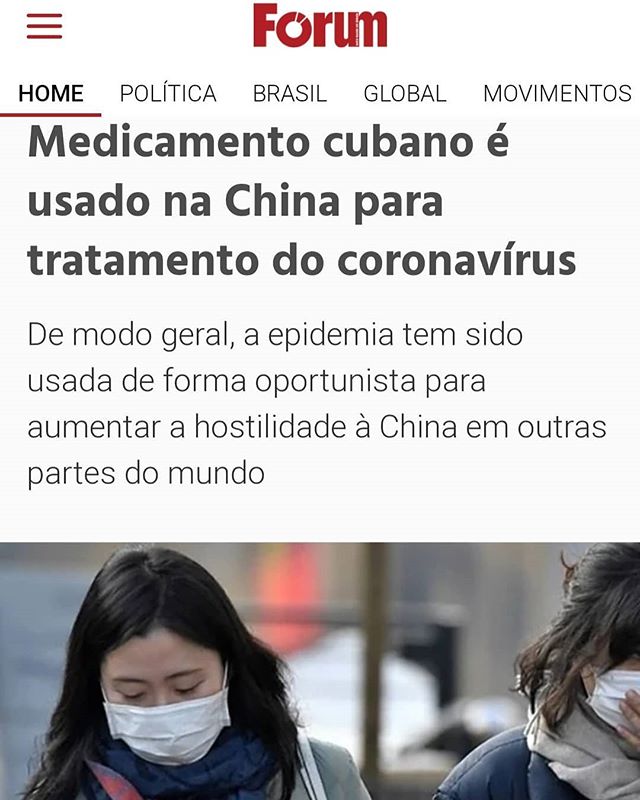 Fórum
HOME POLÍTICA BRASIL GLOBAL MOVIMENTOS
Medicamento cubano é
usado na China para
tratamento do coronavírus
De modo geral, a epidemia tem sido
usada de forma oportunista para
aumentar a hostilidade à China em outras
partes do mundo